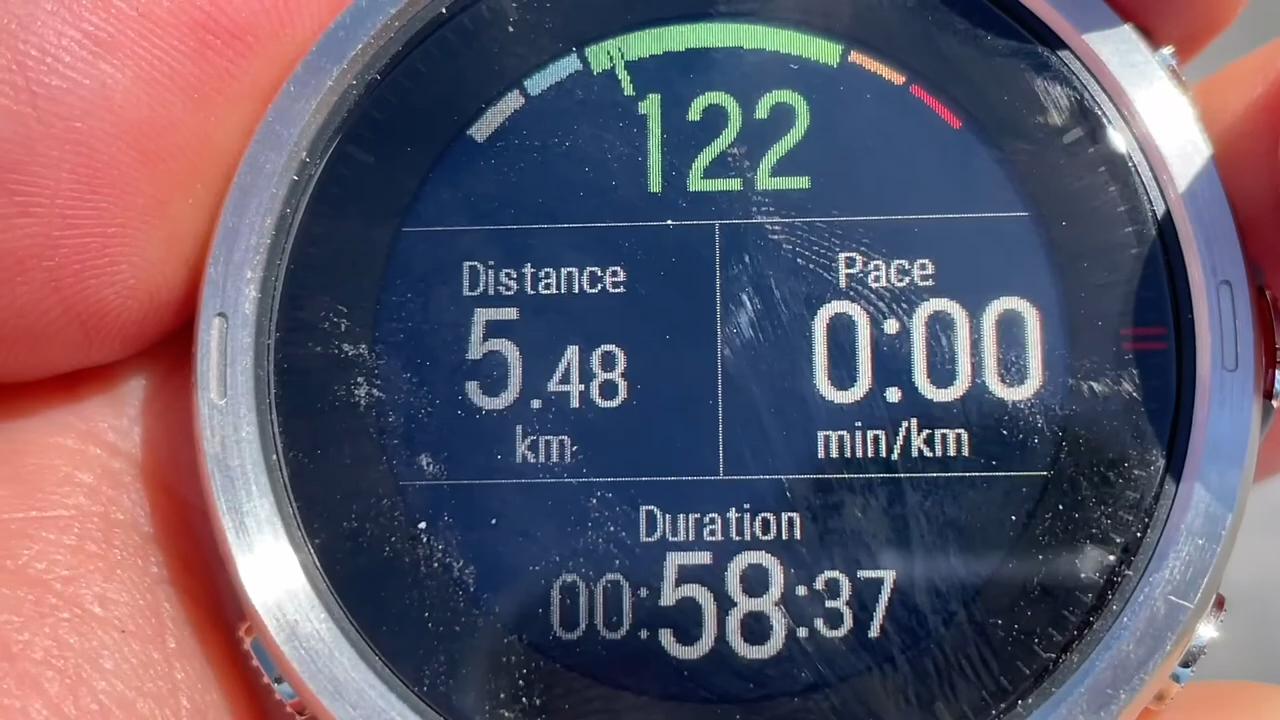 122
Distance Pace
5.48 0:00
km min/km
Duration
00:58:37